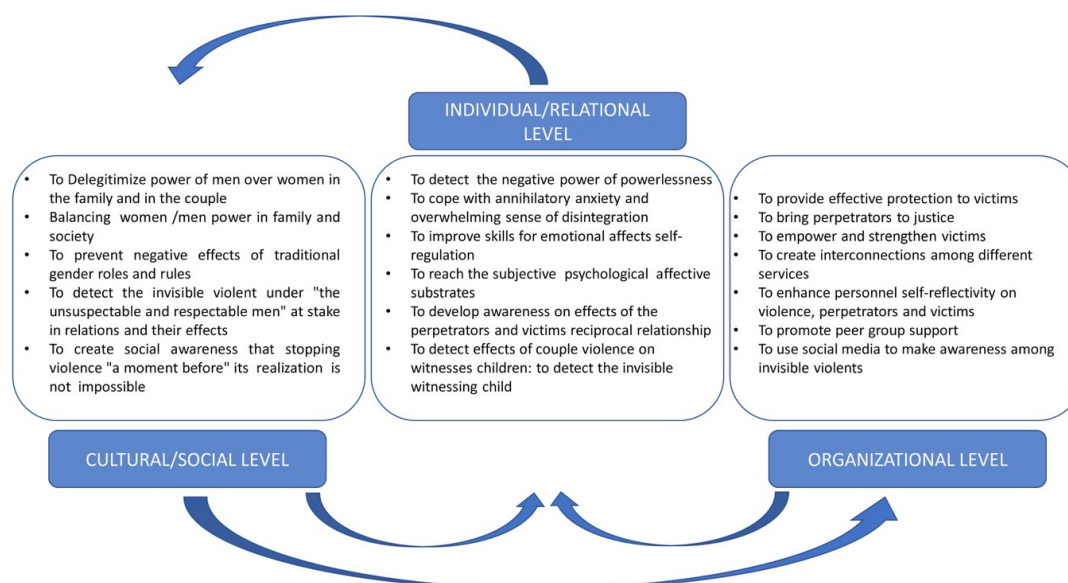 INDIVIDUAL/RELATIONAL
LEVEL
• To Delegitimize power of men over women in
the family and in the couple
• Balancing women /men power in family and
society
• To prevent negative effects of traditional
gender roles and rules
• To detect the invisible violent under "the
unsuspectable and respectable men" at stake
in relations and their effects
• To create social awareness that stopping
violence "a moment before" its realization is
not impossible
• To detect the negative power of powerlessness
• To cope with annihilatory anxiety and
overwhelming sense of disintegration
• To improve skills for emotional affects self-
regulation
• To reach the subjective psychological affective
substrates
• To develop awareness on effects of the
perpetrators and victims reciprocal relationship
• To detect effects of couple violence on
witnesses children: to detect the invisible
witnessing child
• To provide effective protection to victims
• To bring perpetrators to justice
• To empower and strengthen victims
• To create interconnections among different
services
• To enhance personnel self-reflectivity on
violence, perpetrators and victims
• To promote peer group support
• To use social media to make awareness among
invisible violents
CULTURAL/SOCIAL LEVEL
ORGANIZATIONAL LEVEL